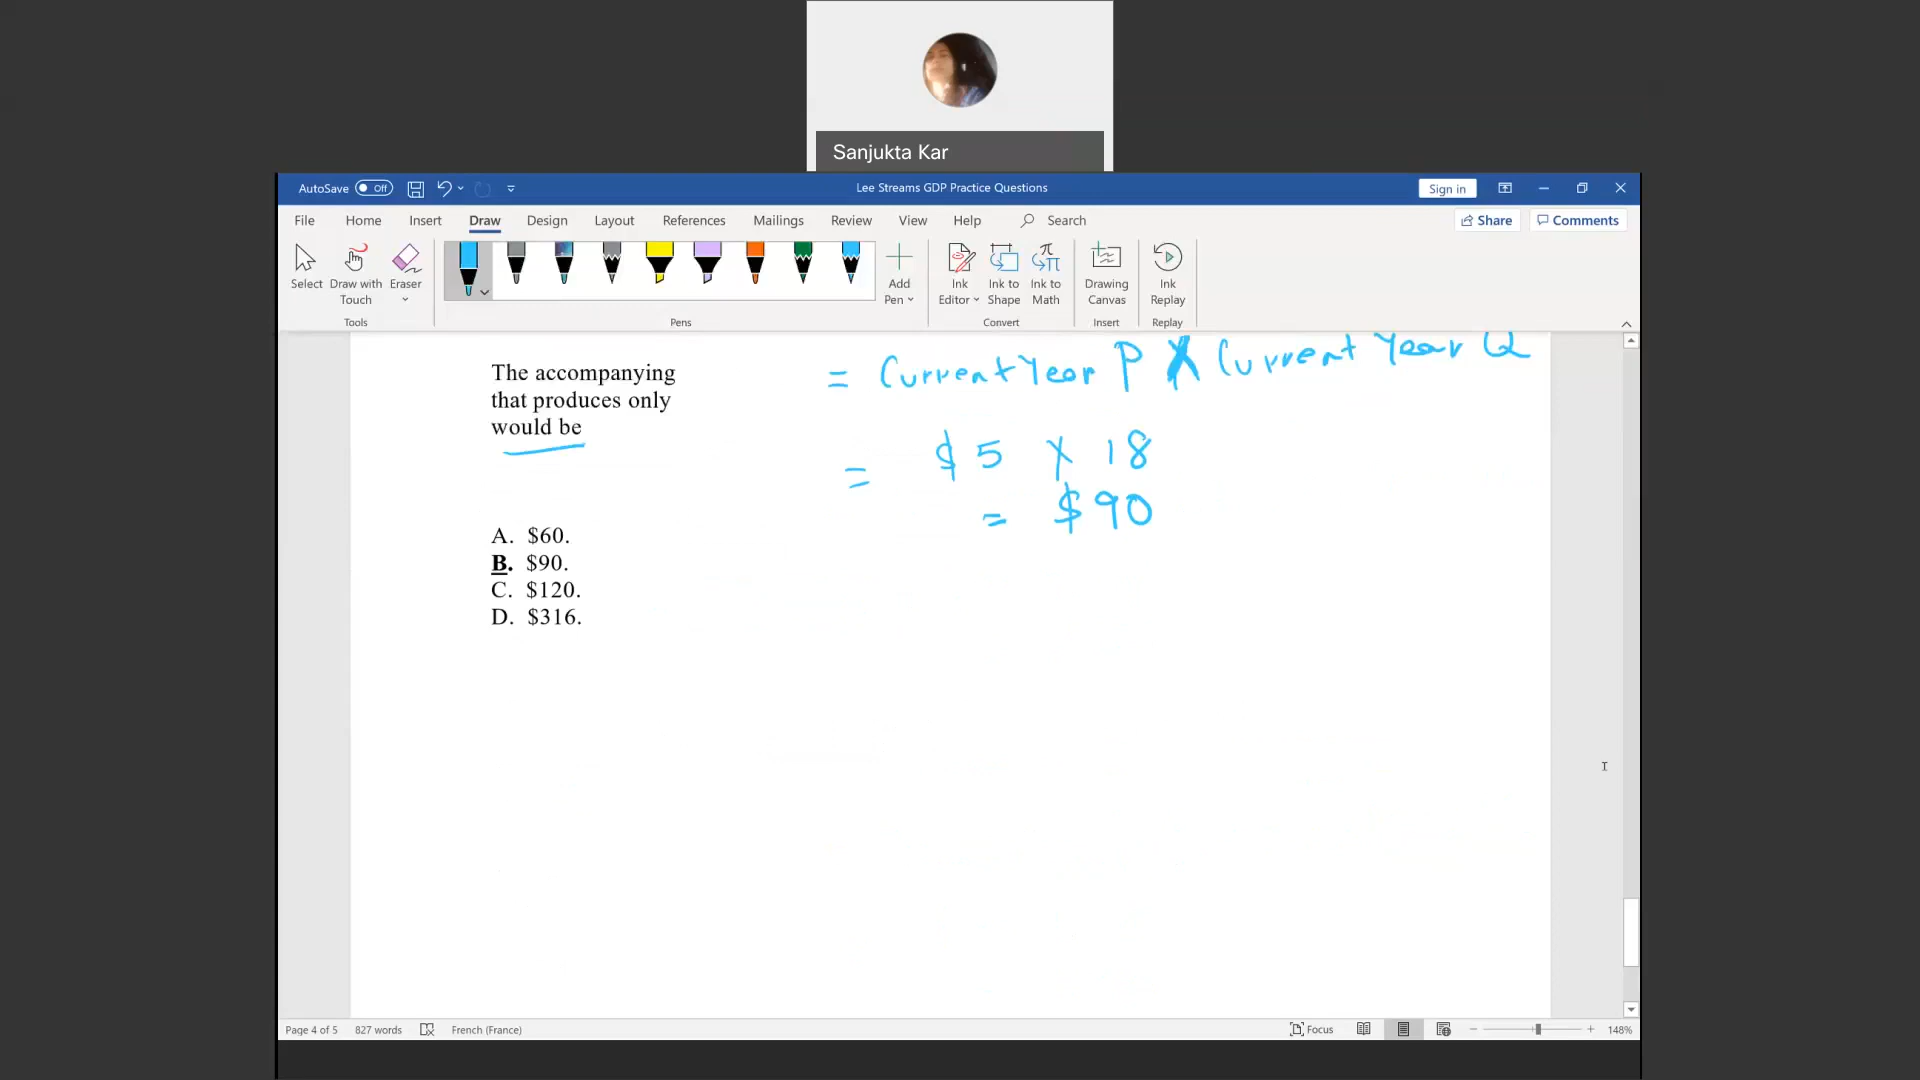 Sanjukta Kar
AutoSave Off
Lee Streams GDP Practice Questions
Sign in
File Home Insert Draw Design Layout References Mailings Review View Help Search
Share Comments
Select Draw with Touch Eraser
Add Pen
Ink Editor Ink to Shape Ink to Math
Drawing Canvas
Ink Replay
Tools Pens Convert Insert Replay
The accompanying
that produces only
would be
= Current Year P X Current Year Q
= $5 X 18
= $90
A. $60.
B. $90.
C. $120.
D. $316.
Page 4 of 5 827 words French (France) Focus 148%